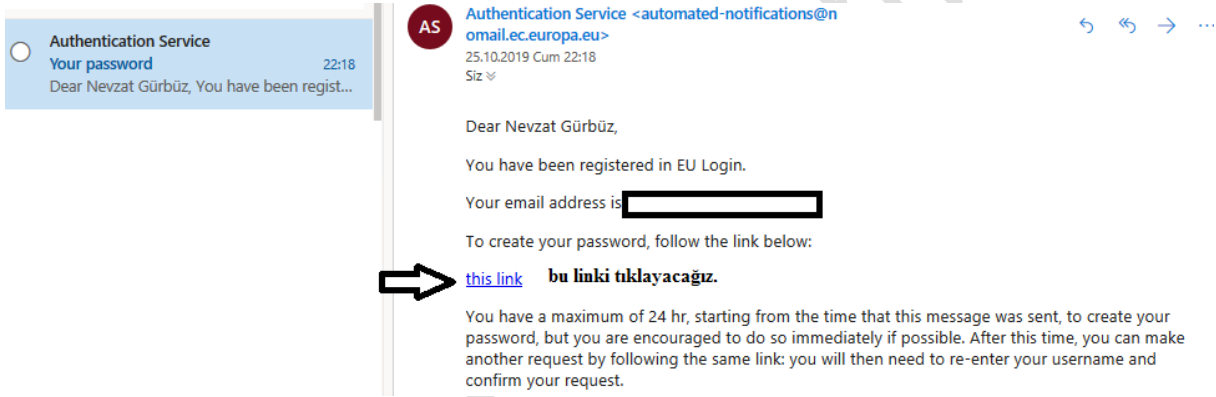 Authentication Service
Your password 22:18
Dear Nevzat Gürbüz, You have been regist...
AS
Authentication Service <automated-notifications@n
omail.ec.europa.eu>
25.10.2019 Cum 22:18
Siz
Dear Nevzat Gürbüz,
You have been registered in EU Login.
Your email address is
To create your password, follow the link below:
this link bu linki tıklayacağız.
You have a maximum of 24 hr, starting from the time that this message was sent, to create your
password, but you are encouraged to do so immediately if possible. After this time, you can make
another request by following the same link: you will then need to re-enter your username and
confirm your request.